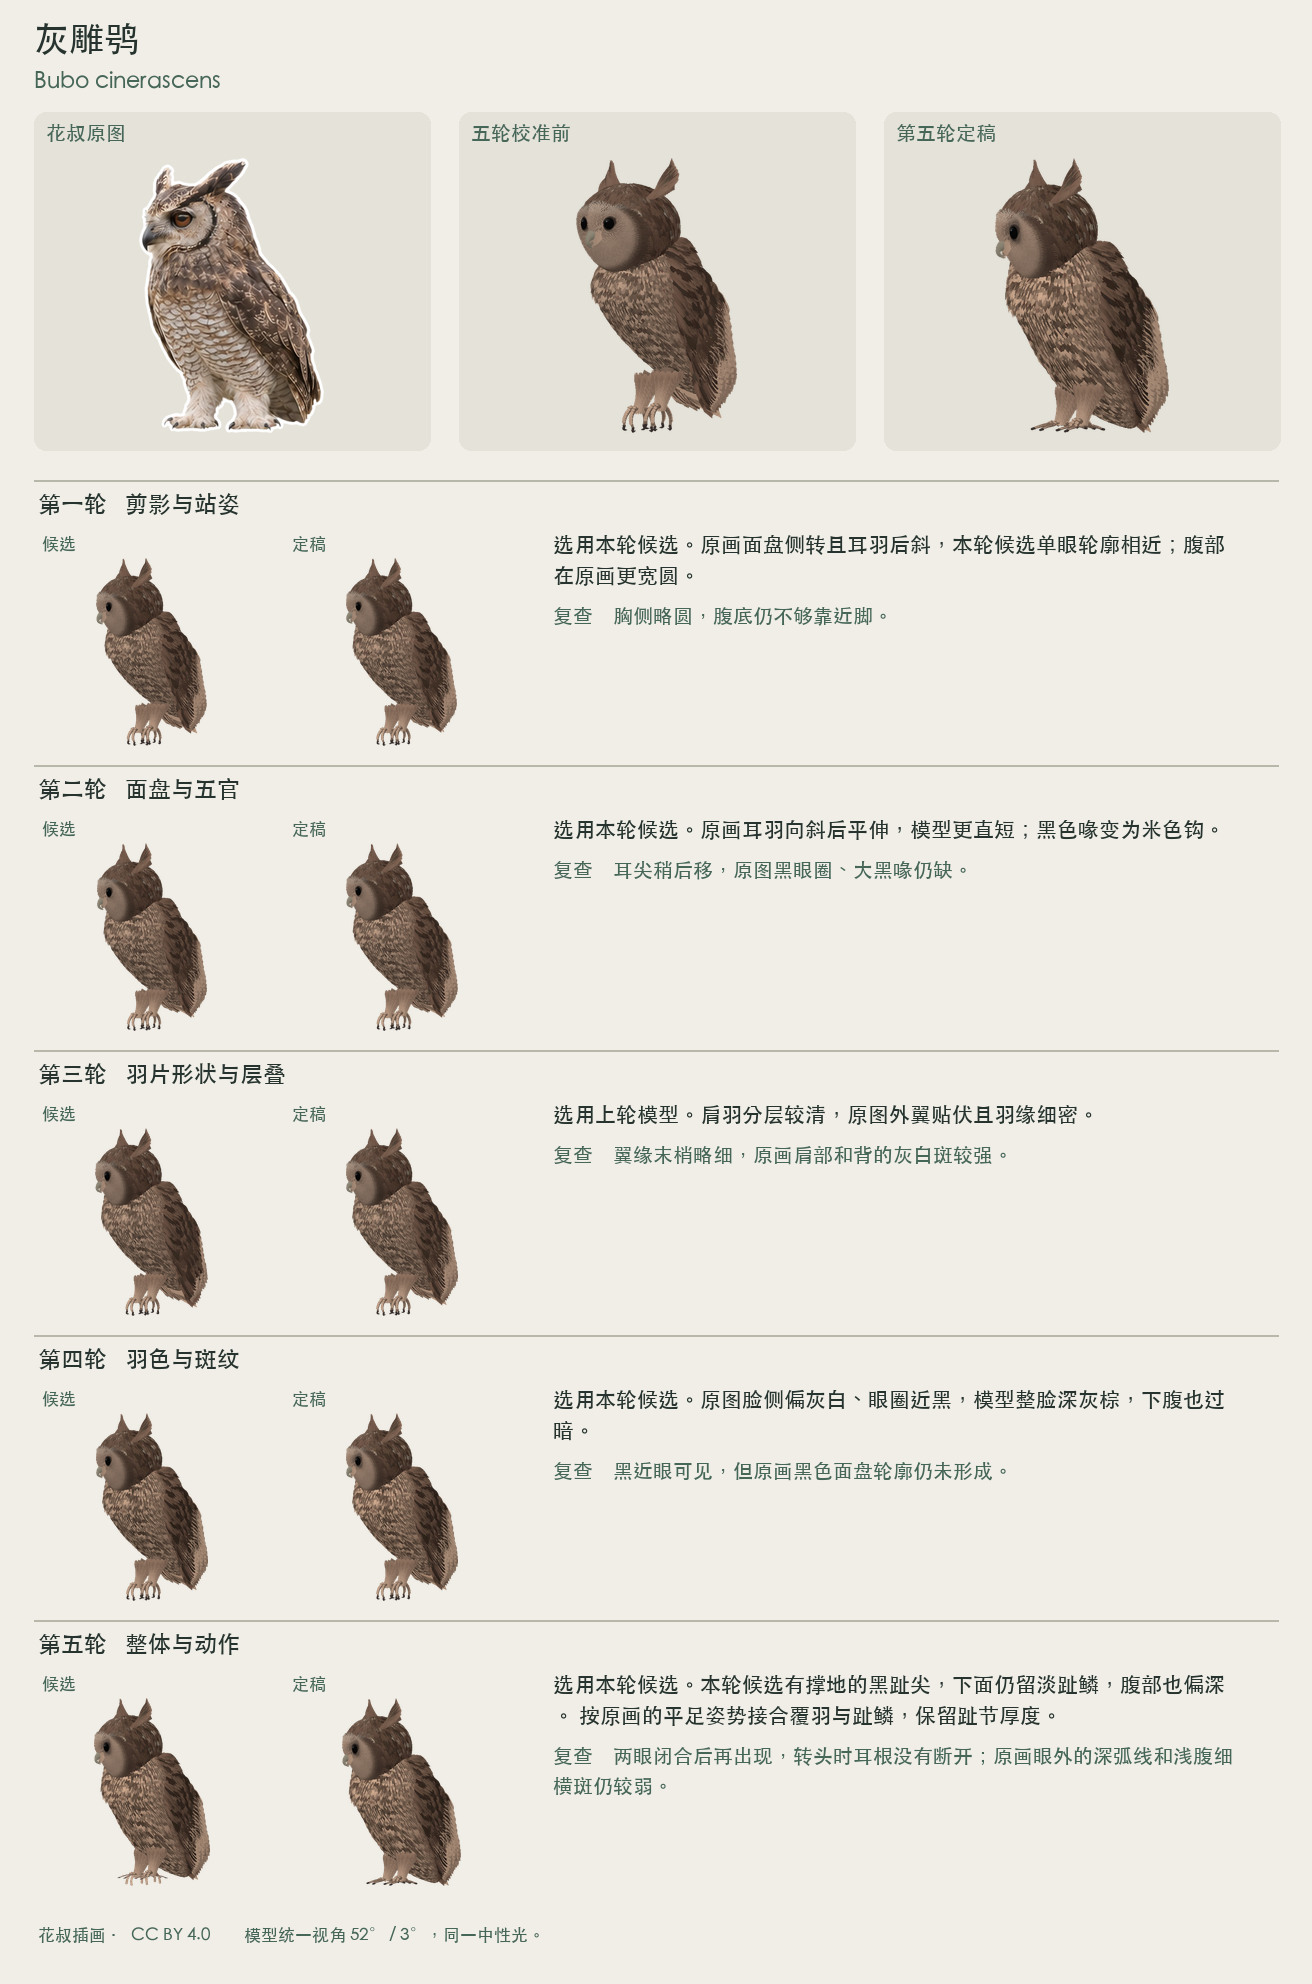 灰雕鸮
Bubo cinerascens
花叔原图
五轮校准前
第五轮定稿
第一轮 剪影与站姿
候选
定稿
选用本轮候选。原画面盘侧转且耳羽后斜，本轮候选单眼轮廓相近；腹部
在原画更宽圆。
复查 胸侧略圆，腹底仍不够靠近脚。
第二轮 面盘与五官
候选
定稿
选用本轮候选。原画耳羽向斜后平伸，模型更直短；黑色喙变为米色钩。
复查 耳尖稍后移，原图黑眼圈、大黑喙仍缺。
第三轮 羽片形状与层叠
候选
定稿
选用上轮模型。肩羽分层较清，原图外翼贴伏且羽缘细密。
复查 翼缘末梢略细，原画肩部和背的灰白斑较强。
第四轮 羽色与斑纹
候选
定稿
选用本轮候选。原图脸侧偏灰白、眼圈近黑，模型整脸深灰棕，下腹也过
暗。
复查 黑近眼可见，但原画黑色面盘轮廓仍未形成。
第五轮 整体与动作
候选
定稿
选用本轮候选。本轮候选有撑地的黑趾尖，下面仍留淡趾鳞，腹部也偏深
。按原画的平足姿势接合覆羽与趾鳞，保留趾节厚度。
复查 两眼闭合后再出现，转头时耳根没有断开；原画眼外的深弧线和浅腹细
横斑仍较弱。
花叔插画· CC BY 4.0 模型统一视角 52° / 3°，同一中性光。